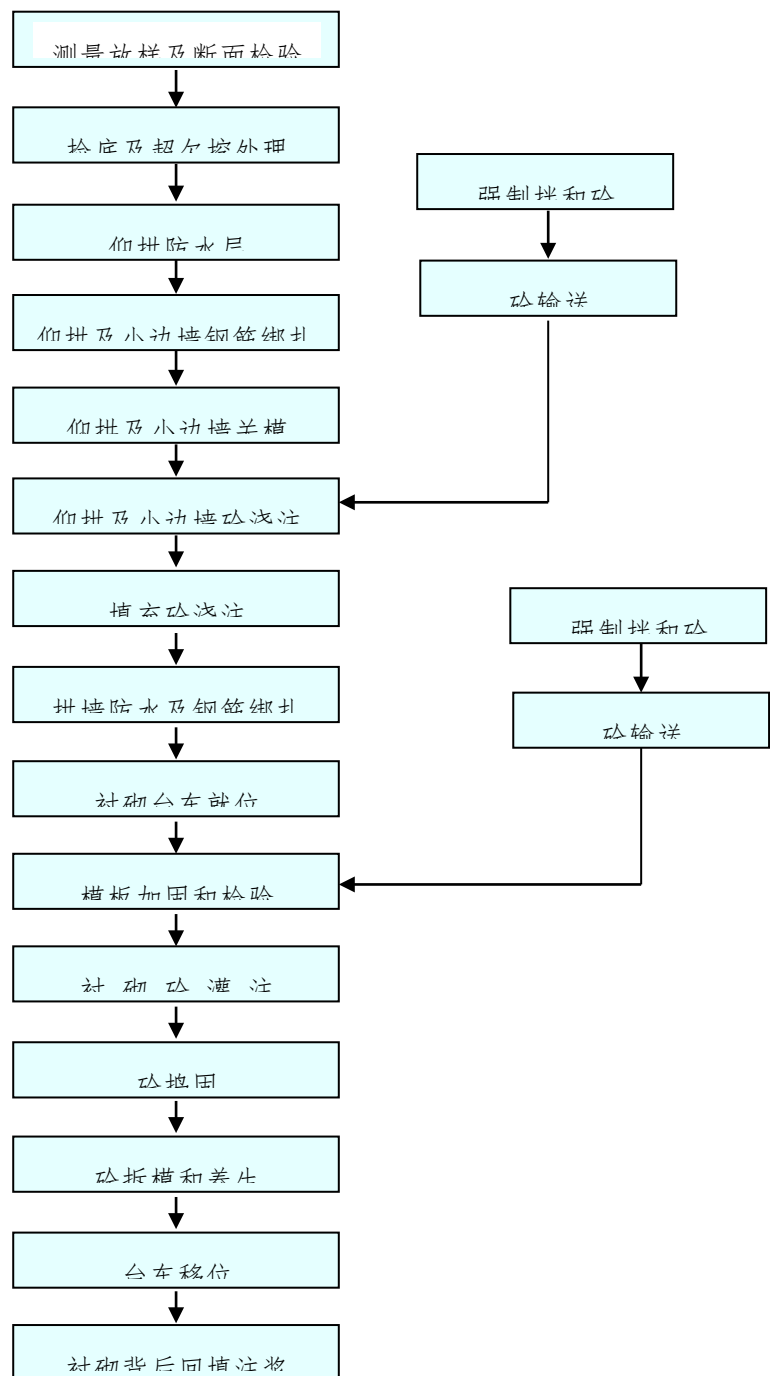 测量放样及断面检验
捡底及超欠挖处理
强制拌和砼
仰拱防水层
砼输送
仰拱及小边墙钢筋绑扎
仰拱及小边墙关模
仰拱及小边墙砼浇注
填充砼浇注
强制拌和砼
拱墙防水及钢筋绑扎
砼输送
衬砌台车就位
模板加固和检验
衬 砌 砼 灌 注
砼捣固
砼拆模和养生
台车移位
衬砌背后回填注浆